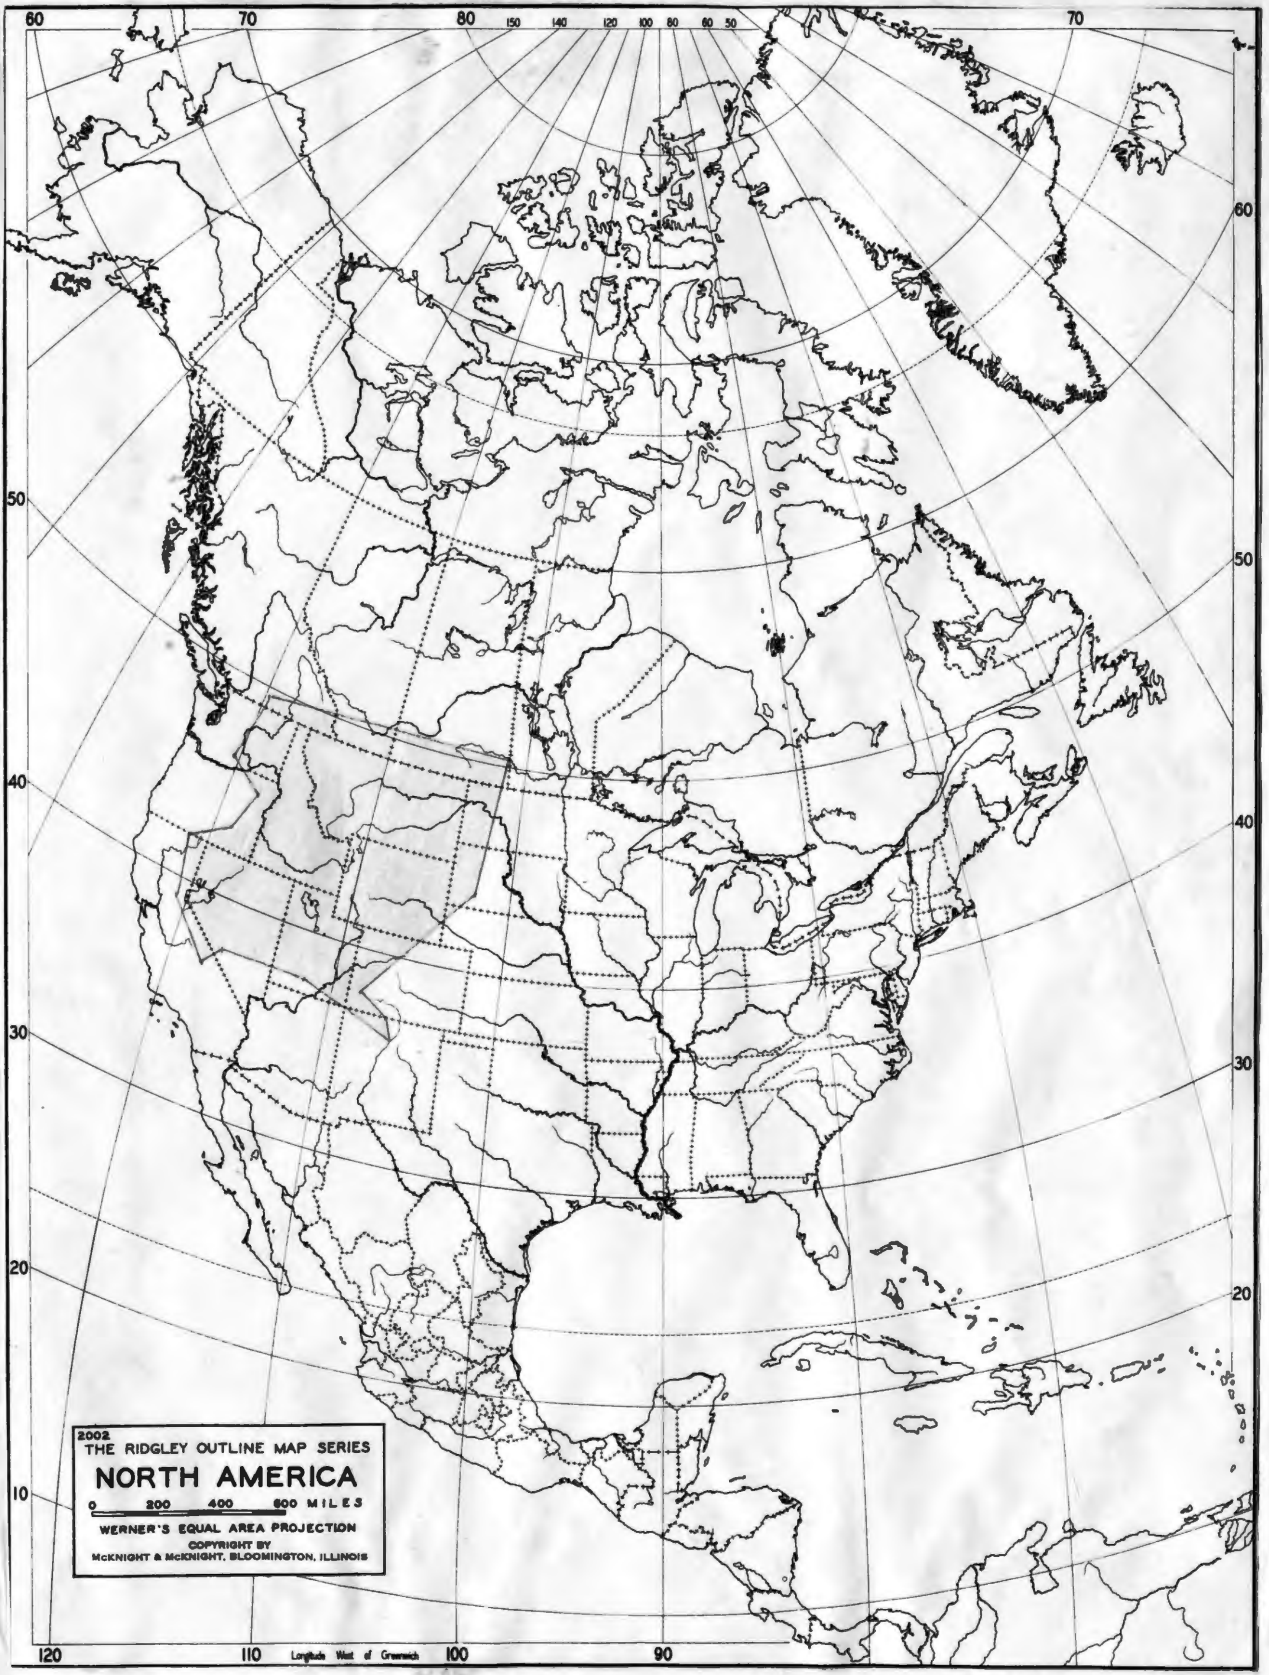 60 70 80 150 140 120 100 80 60 50 70
60
50
50
40
40
30
30
20
20
2002
THE RIDGLEY OUTLINE MAP SERIES
NORTH AMERICA
0 200 400 600 MILES
WERNER'S EQUAL AREA PROJECTION
COPYRIGHT BY
McKNIGHT & McKNIGHT, BLOOMINGTON, ILLINOIS
10
120 110 Longitude West of Greenwich 100 90 80 70